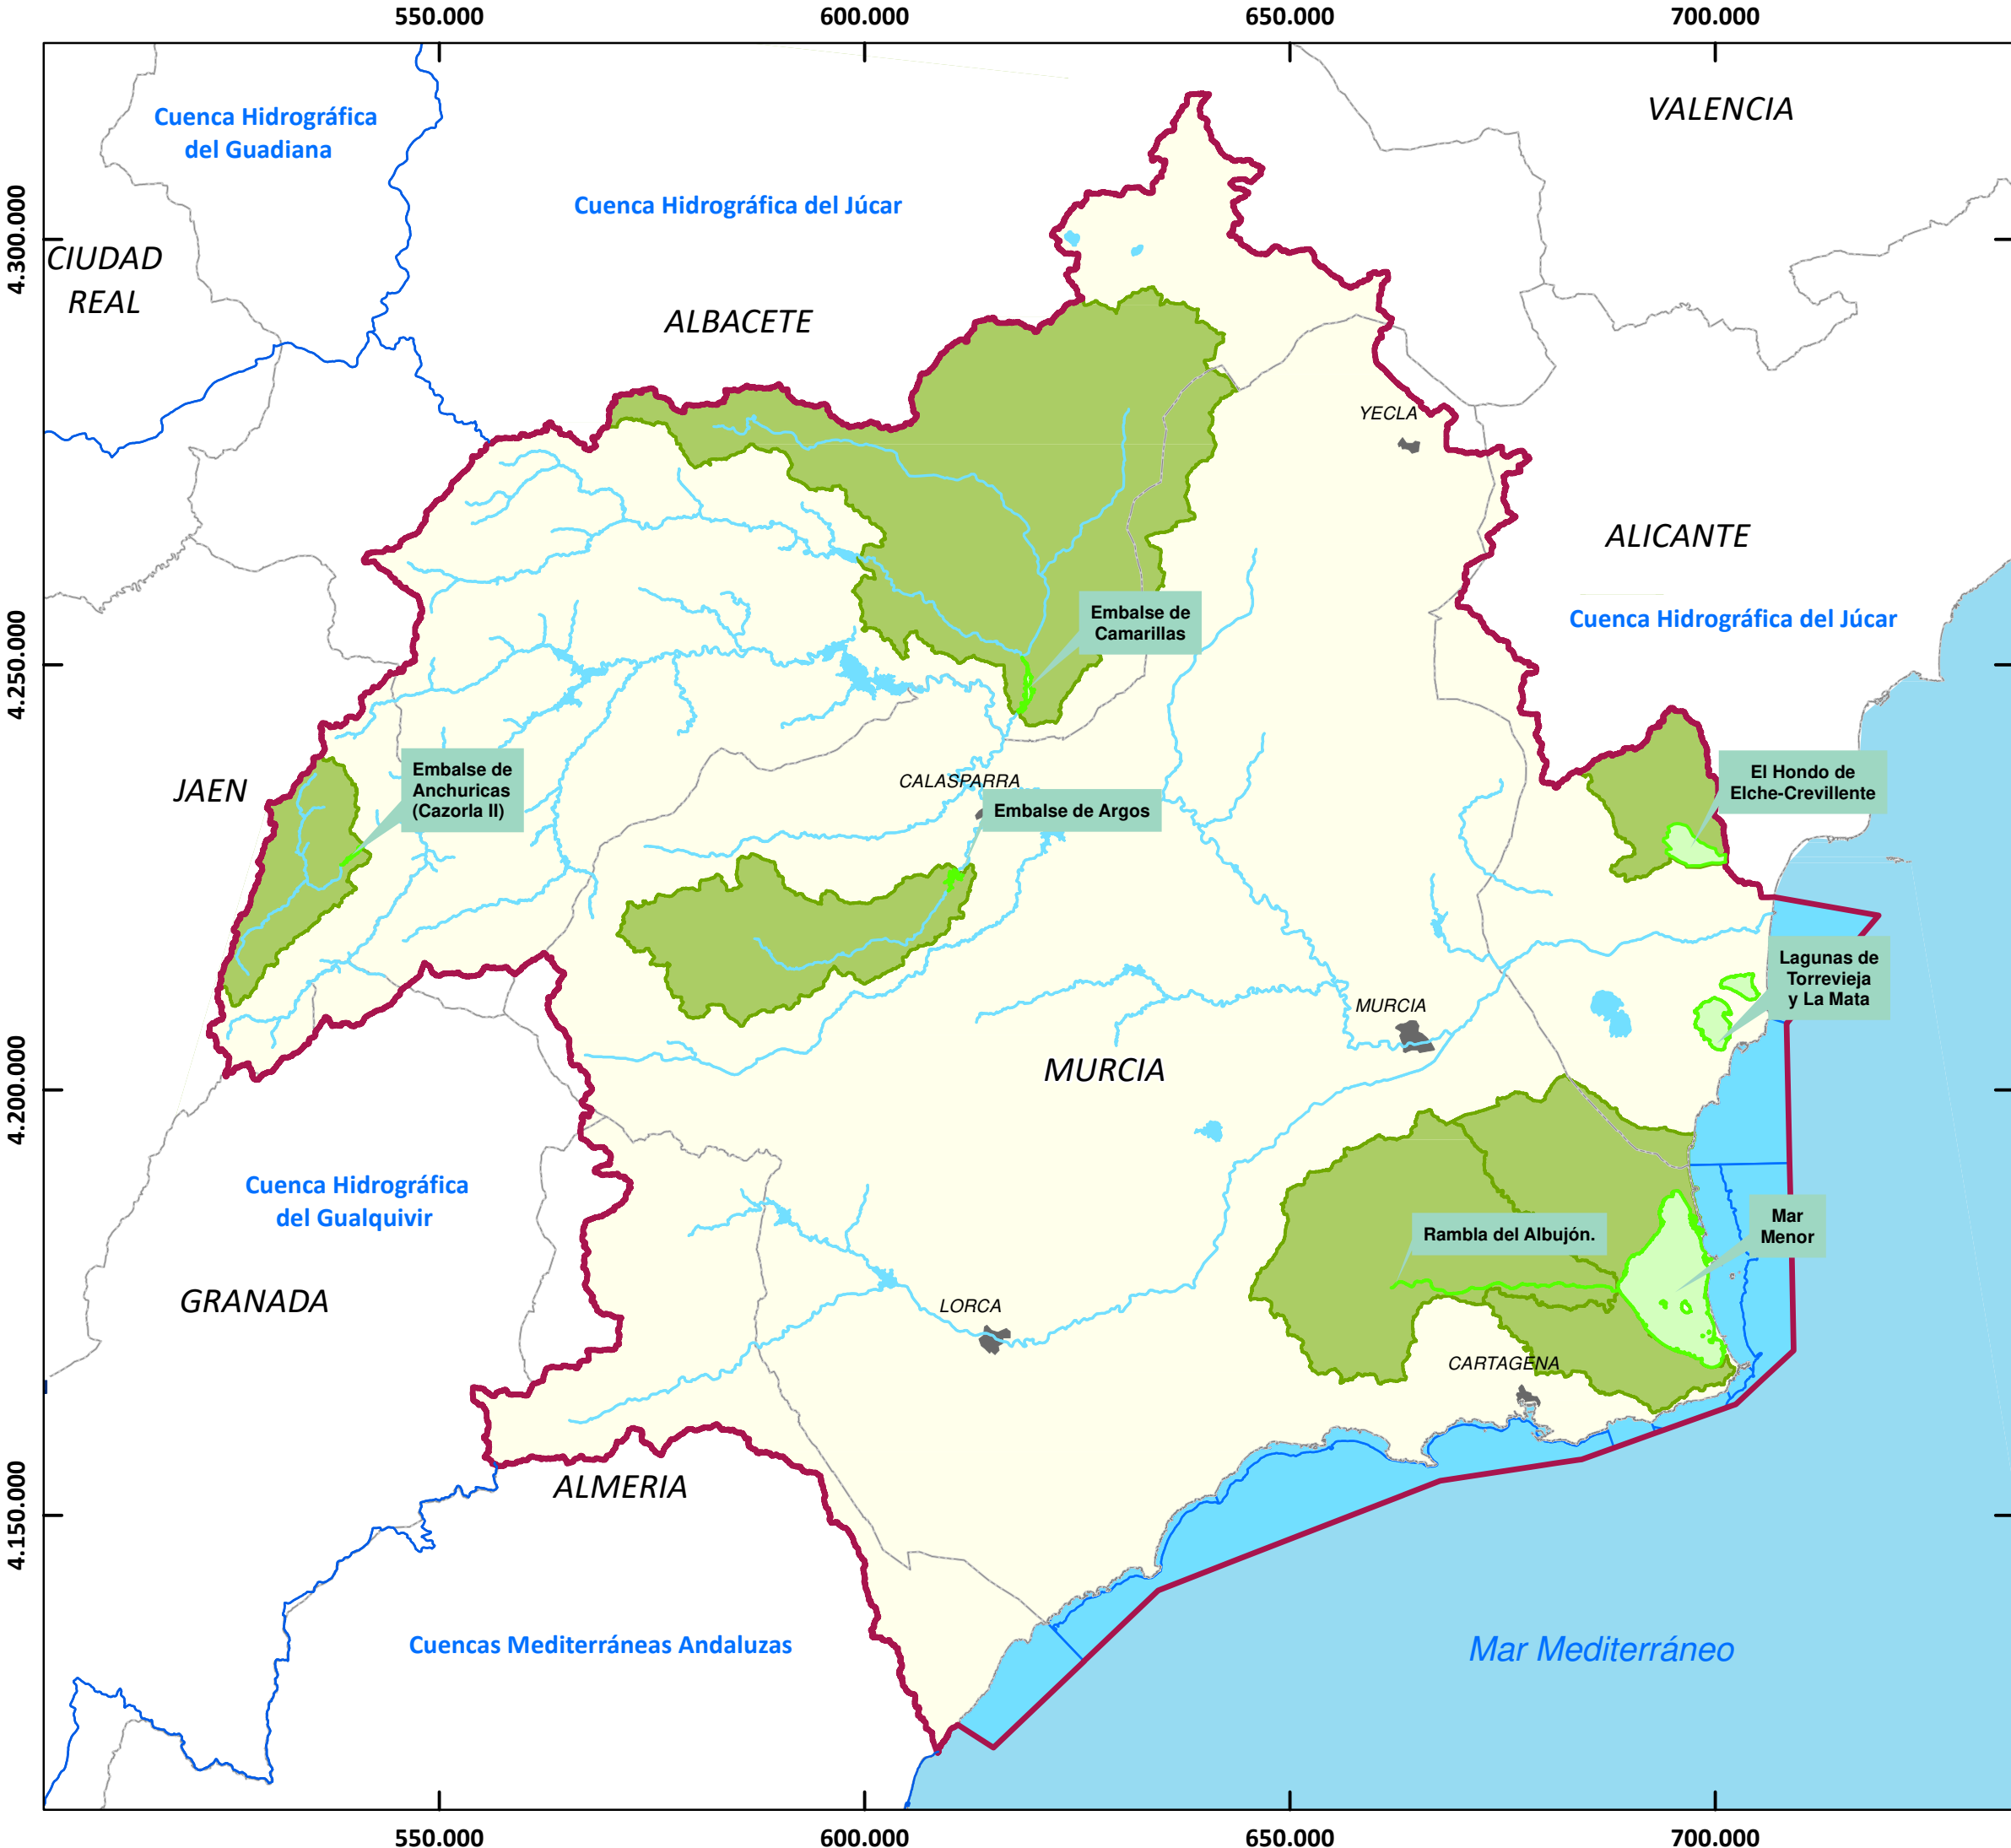 550.000
600.000
650.000
700.000
Cuenca Hidrográfica
del Guadiana
VALENCIA
Cuenca Hidrográfica del Júcar
4.300.000
CIUDAD
REAL
ALBACETE
YECLA
ALICANTE
Embalse de
Camarillas
Cuenca Hidrográfica del Júcar
4.250.000
JAEN
Embalse de
Anchuricas
(Cazorla II)
CALASPARRA
Embalse de Argos
El Hondo de
Elche-Crevillente
Lagunas de
Torrevieja
y La Mata
MURCIA
MURCIA
4.200.000
Cuenca Hidrográfica
del Gualquivir
Rambla del Albujón.
Mar
Menor
GRANADA
LORCA
CARTAGENA
4.150.000
ALMERIA
Cuencas Mediterráneas Andaluzas
Mar Mediterráneo
550.000
600.000
650.000
700.000